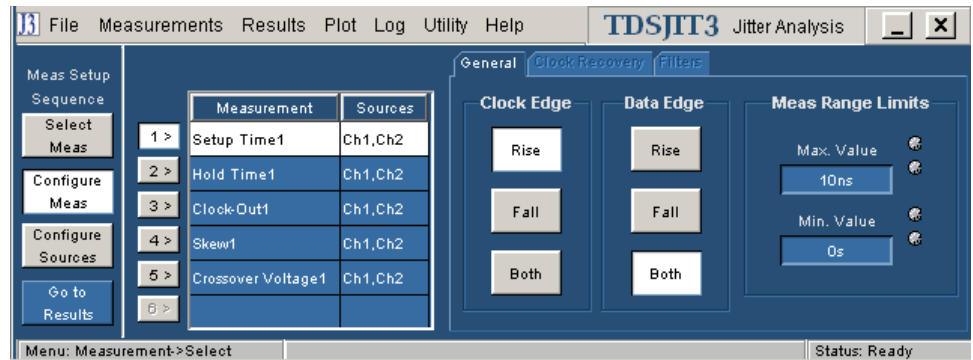 J3 File Measurements Results Plot Log Utility Help TDSJIT3 Jitter Analysis
General Clock Recovery Filters
Meas Setup
Sequence
Select
Meas
Configure
Meas
Configure
Sources
Go to
Results
Measurement Sources
1 > Setup Time1 Ch1,Ch2
2 > Hold Time1 Ch1,Ch2
3 > Clock-Out1 Ch1,Ch2
4 > Skew1 Ch1,Ch2
5 > Crossover Voltage1 Ch1,Ch2
6 >
Clock Edge
Rise
Fall
Both
Data Edge
Rise
Fall
Both
Meas Range Limits
Max. Value
10ns
Min. Value
0s
Menu: Measurement->Select Status: Ready